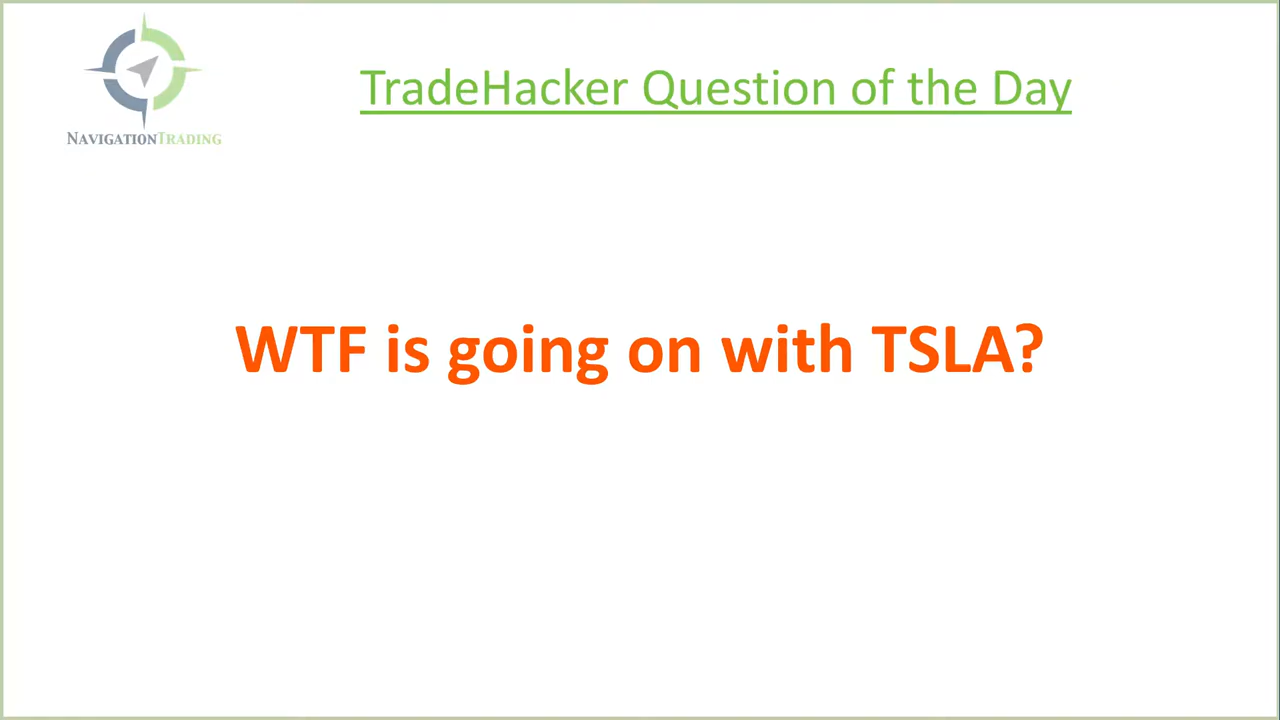 TradeHacker Question of the Day
NAVIGATIONTRADING
WTF is going on with TSLA?